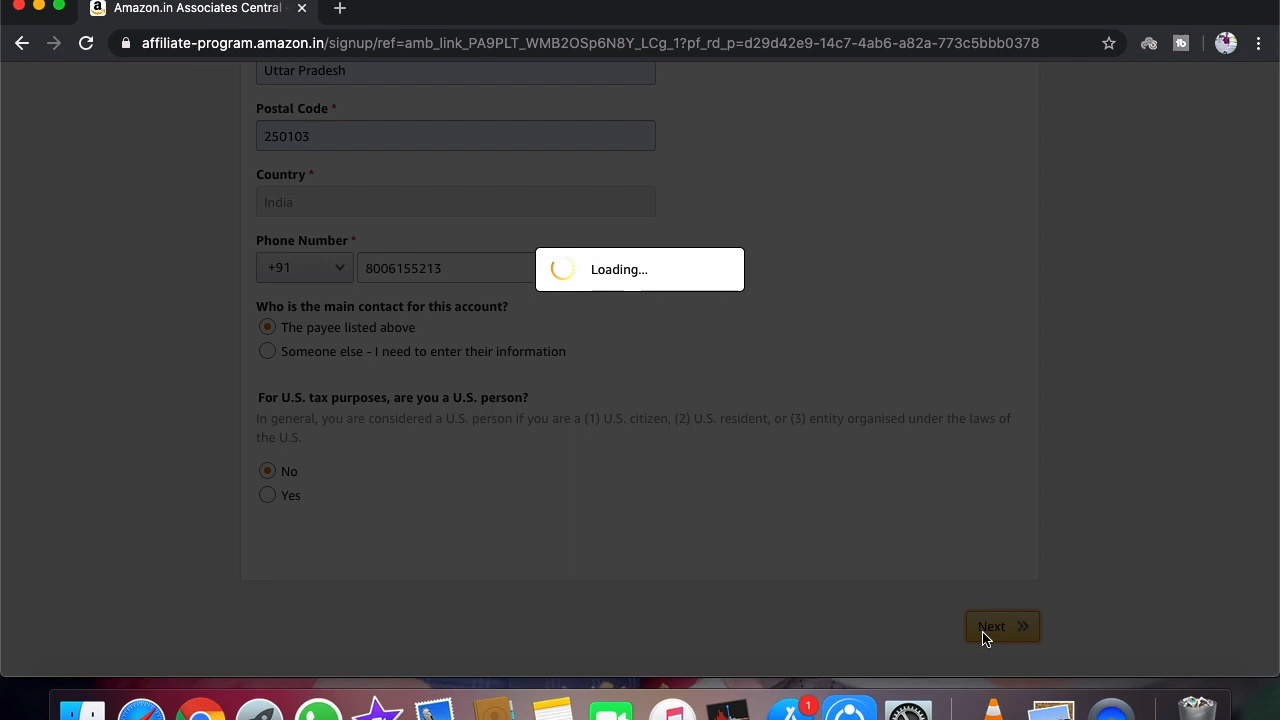 Amazon.in Associates Central
affiliate-program.amazon.in/signup/ref=amb_link_PA9PLT_WMB2OSp6N8Y_LCg_1?pf_rd_p=d29d42e9-14c7-4ab6-a82a-773c5bbb0378
Uttar Pradesh
Postal Code *
250103
Country *
India
Phone Number *
+91 8006155213
Loading...
Who is the main contact for this account?
The payee listed above
Someone else - I need to enter their information
For U.S. tax purposes, are you a U.S. person?
In general, you are considered a U.S. person if you are a (1) U.S. citizen, (2) U.S. resident, or (3) entity organised under the laws of
the U.S.
No
Yes
Next
1